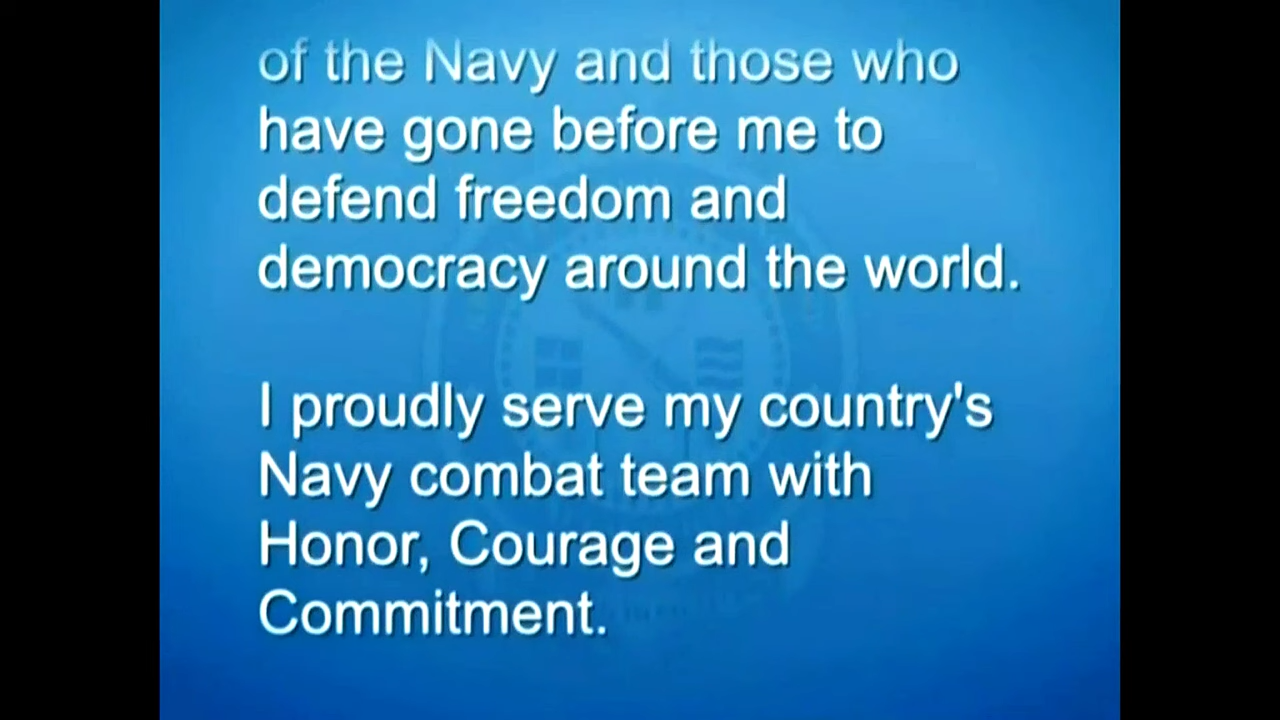 of the Navy and those who
have gone before me to
defend freedom and
democracy around the world.
I proudly serve my country's
Navy combat team with
Honor, Courage and
Commitment.